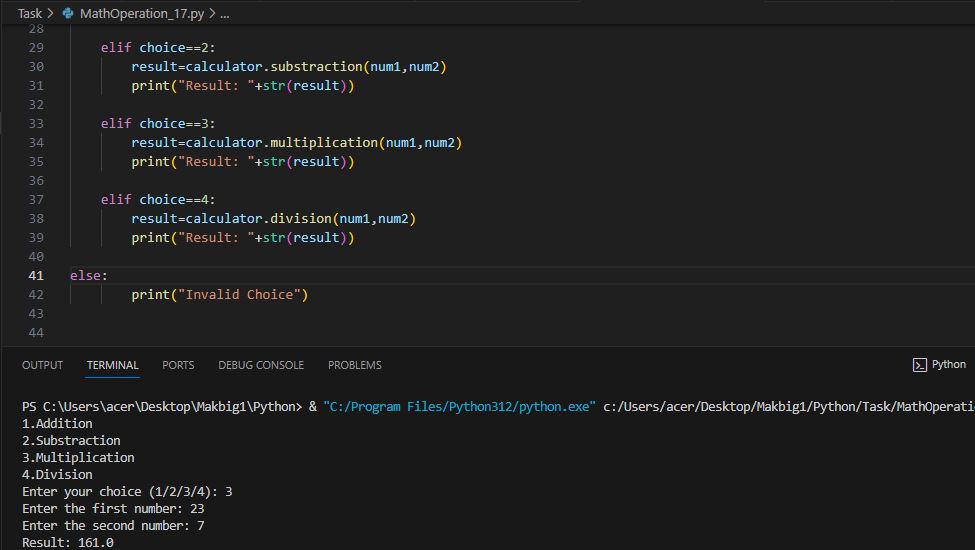 Task > MathOperation_17.py > ...
28
29 elif choice==2:
30 result=calculator.substraction(num1,num2)
31 print("Result: "+str(result))
32
33 elif choice==3:
34 result=calculator.multiplication(num1,num2)
35 print("Result: "+str(result))
36
37 elif choice==4:
38 result=calculator.division(num1,num2)
39 print("Result: "+str(result))
40
41 else:
42 print("Invalid Choice")
43
44
OUTPUT TERMINAL PORTS DEBUG CONSOLE PROBLEMS Python
PS C:\Users\acer\Desktop\Makbig1\Python> & "C:/Program Files/Python312/python.exe" c:/Users/acer/Desktop/Makbig1/Python/Task/MathOperati
1.Addition
2.Substraction
3.Multiplication
4.Division
Enter your choice (1/2/3/4): 3
Enter the first number: 23
Enter the second number: 7
Result: 161.0